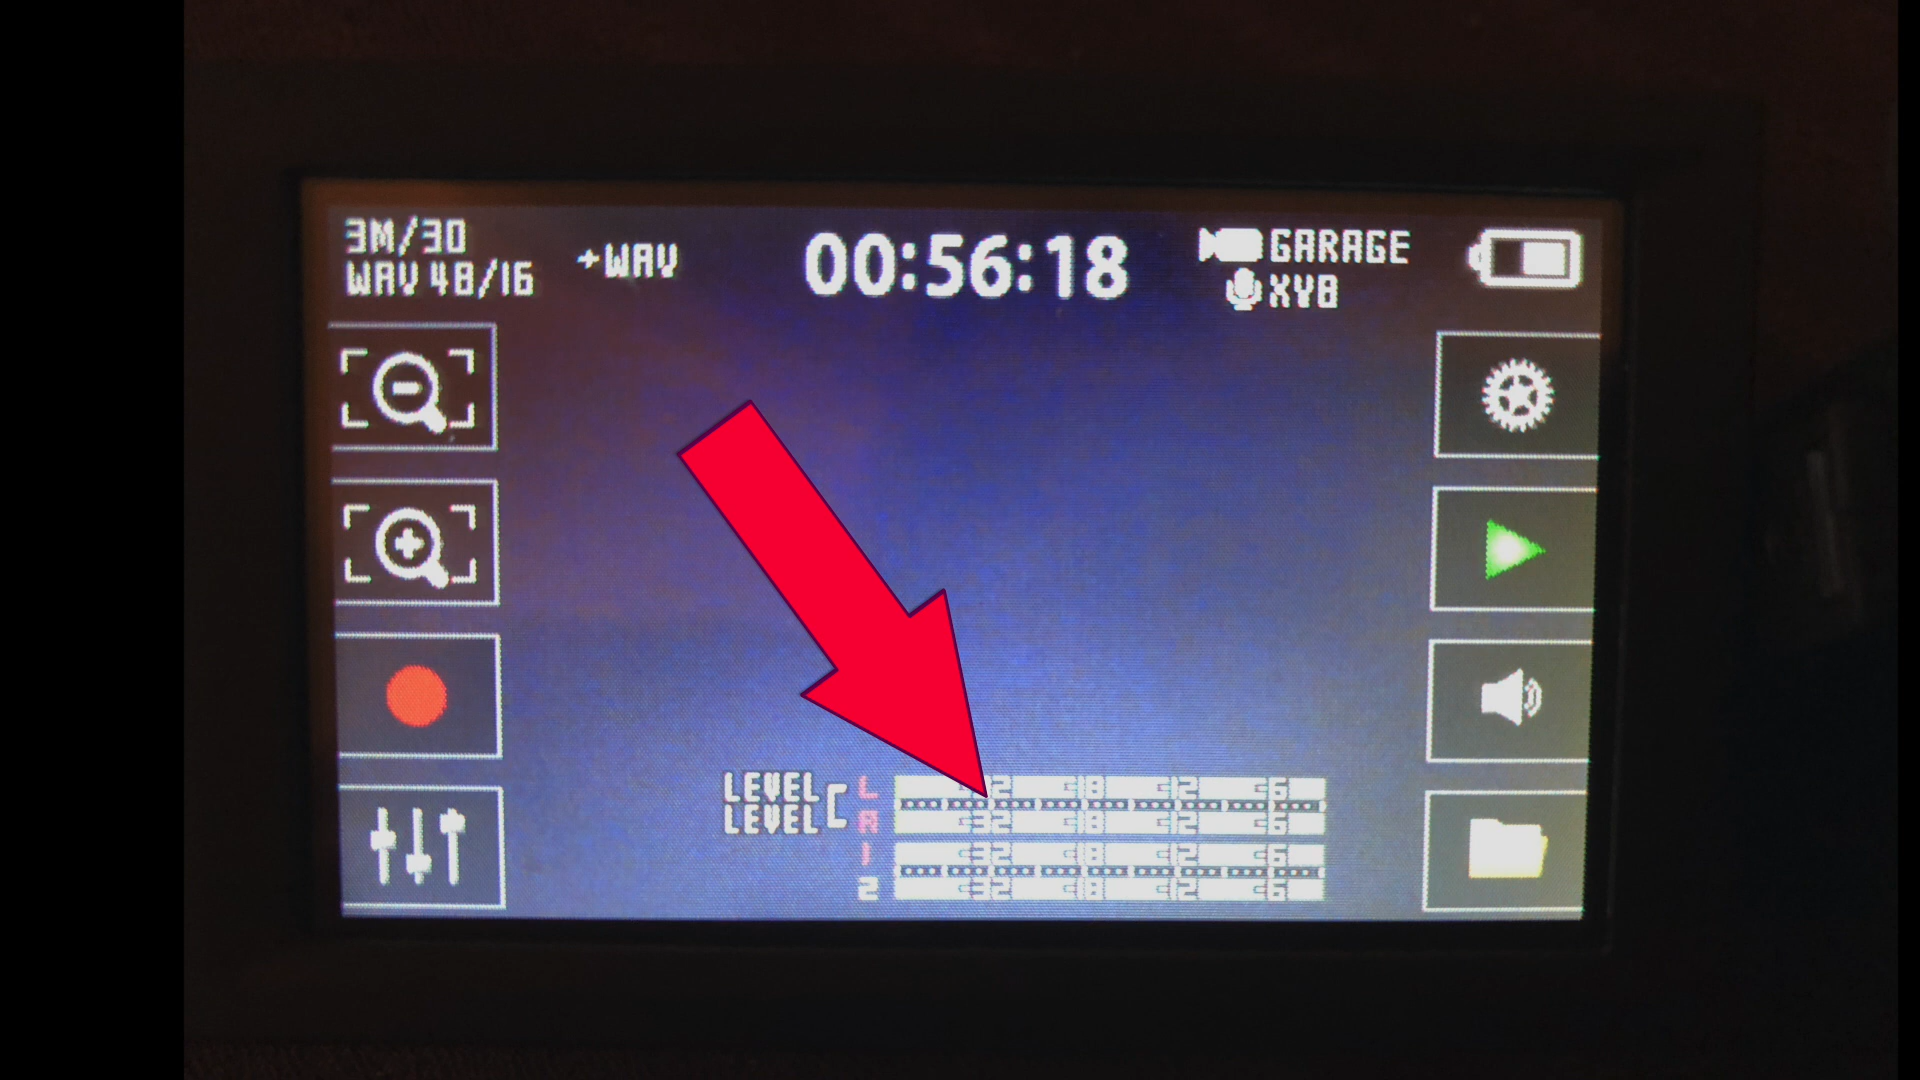 3M/30
WAV 48/16
+WAV
00:56:18
GARAGE
XY8
LEVEL
LEVEL
L
-18 -12 -6
R
-32 -18 -12 -6
1
-32 -18 -12 -6
2
-32 -18 -12 -6